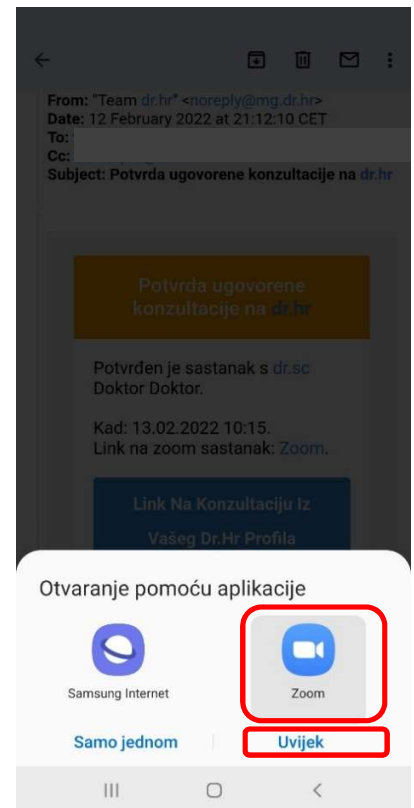 From: "Team dr.hr" <noreply@mg.dr.hr>
Date: 12 February 2022 at 21:12:10 CET
To:
Cc:
Subject: Potvrda ugovorene konzultacije na dr.hr
Potvrda ugovorene
konzultacije na dr.hr
Potvrđen je sastanak s dr.sc
Doktor Doktor.
Kad: 13.02.2022 10:15.
Link na zoom sastanak: Zoom.
Link Na Konzultaciju Iz
Vašeg Dr.Hr Profila
Otvaranje pomoću aplikacije
Samsung Internet
Zoom
Samo jednom
Uvijek